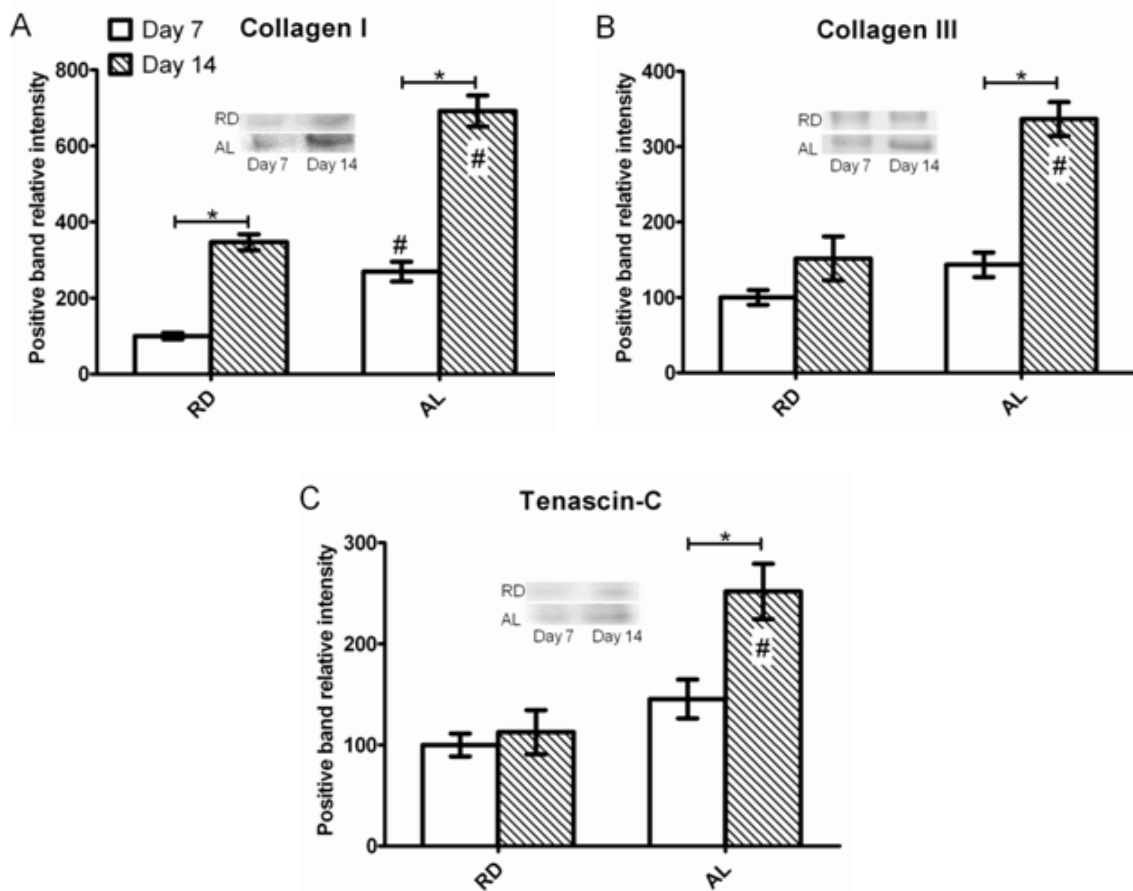 A
Day 7
Day 14
Collagen I
Positive band relative intensity
800
600
400
200
0
*
*
#
#
RD
AL
Day 7 Day 14
RD
AL
B
Collagen III
Positive band relative intensity
400
300
200
100
0
*
#
RD
AL
Day 7 Day 14
RD
AL
C
Tenascin-C
Positive band relative intensity
300
200
100
0
*
#
RD
AL
Day 7 Day 14
RD
AL